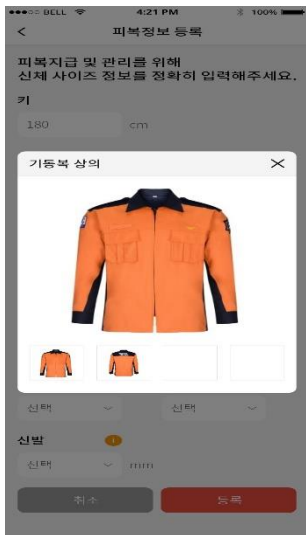 BELL 4:21 PM 100%
피복정보 등록
피복지급 및 관리를 위해
신체 사이즈 정보를 정확히 입력해주세요.
키
180 cm
기동복 상의
선택 선택
신발
선택 mm
취소 등록